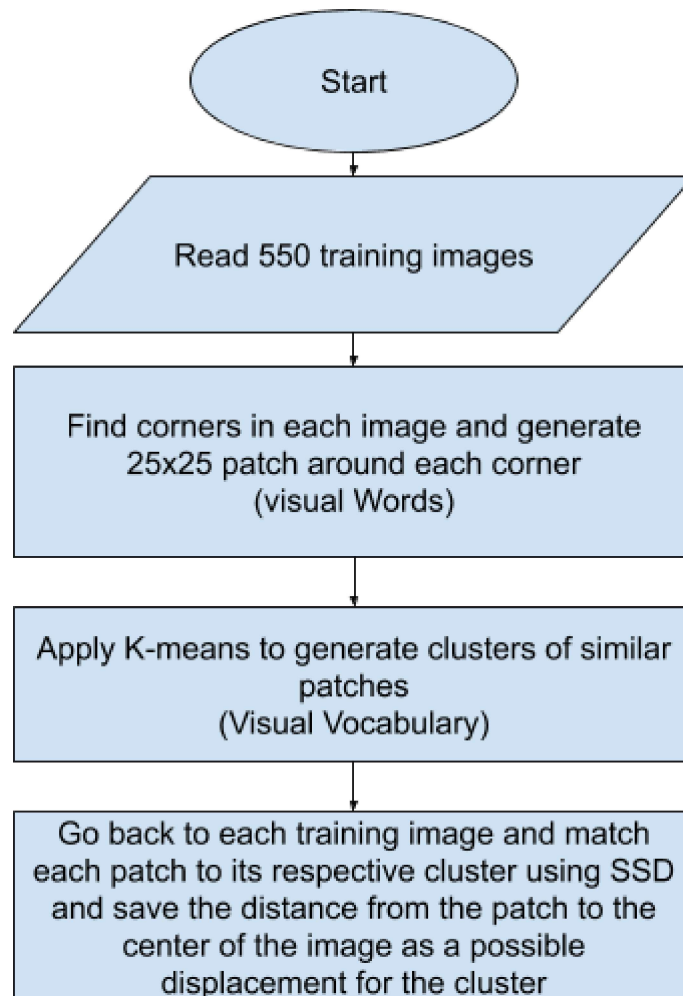 Start
Read 550 training images
Find corners in each image and generate
25x25 patch around each corner
(visual Words)
Apply K-means to generate clusters of similar
patches
(Visual Vocabulary)
Go back to each training image and match
each patch to its respective cluster using SSD
and save the distance from the patch to the
center of the image as a possible
displacement for the cluster